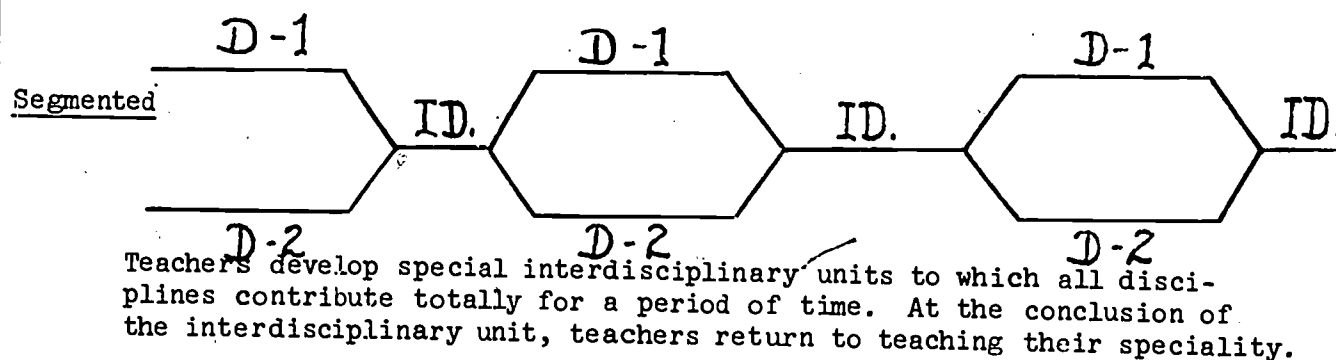 D-1 D-1 D-1
Segmented ID. ID. ID.
D-2 D-2 D-2
Teachers develop special interdisciplinary units to which all disci-
plines contribute totally for a period of time. At the conclusion of
the interdisciplinary unit, teachers return to teaching their speciality.